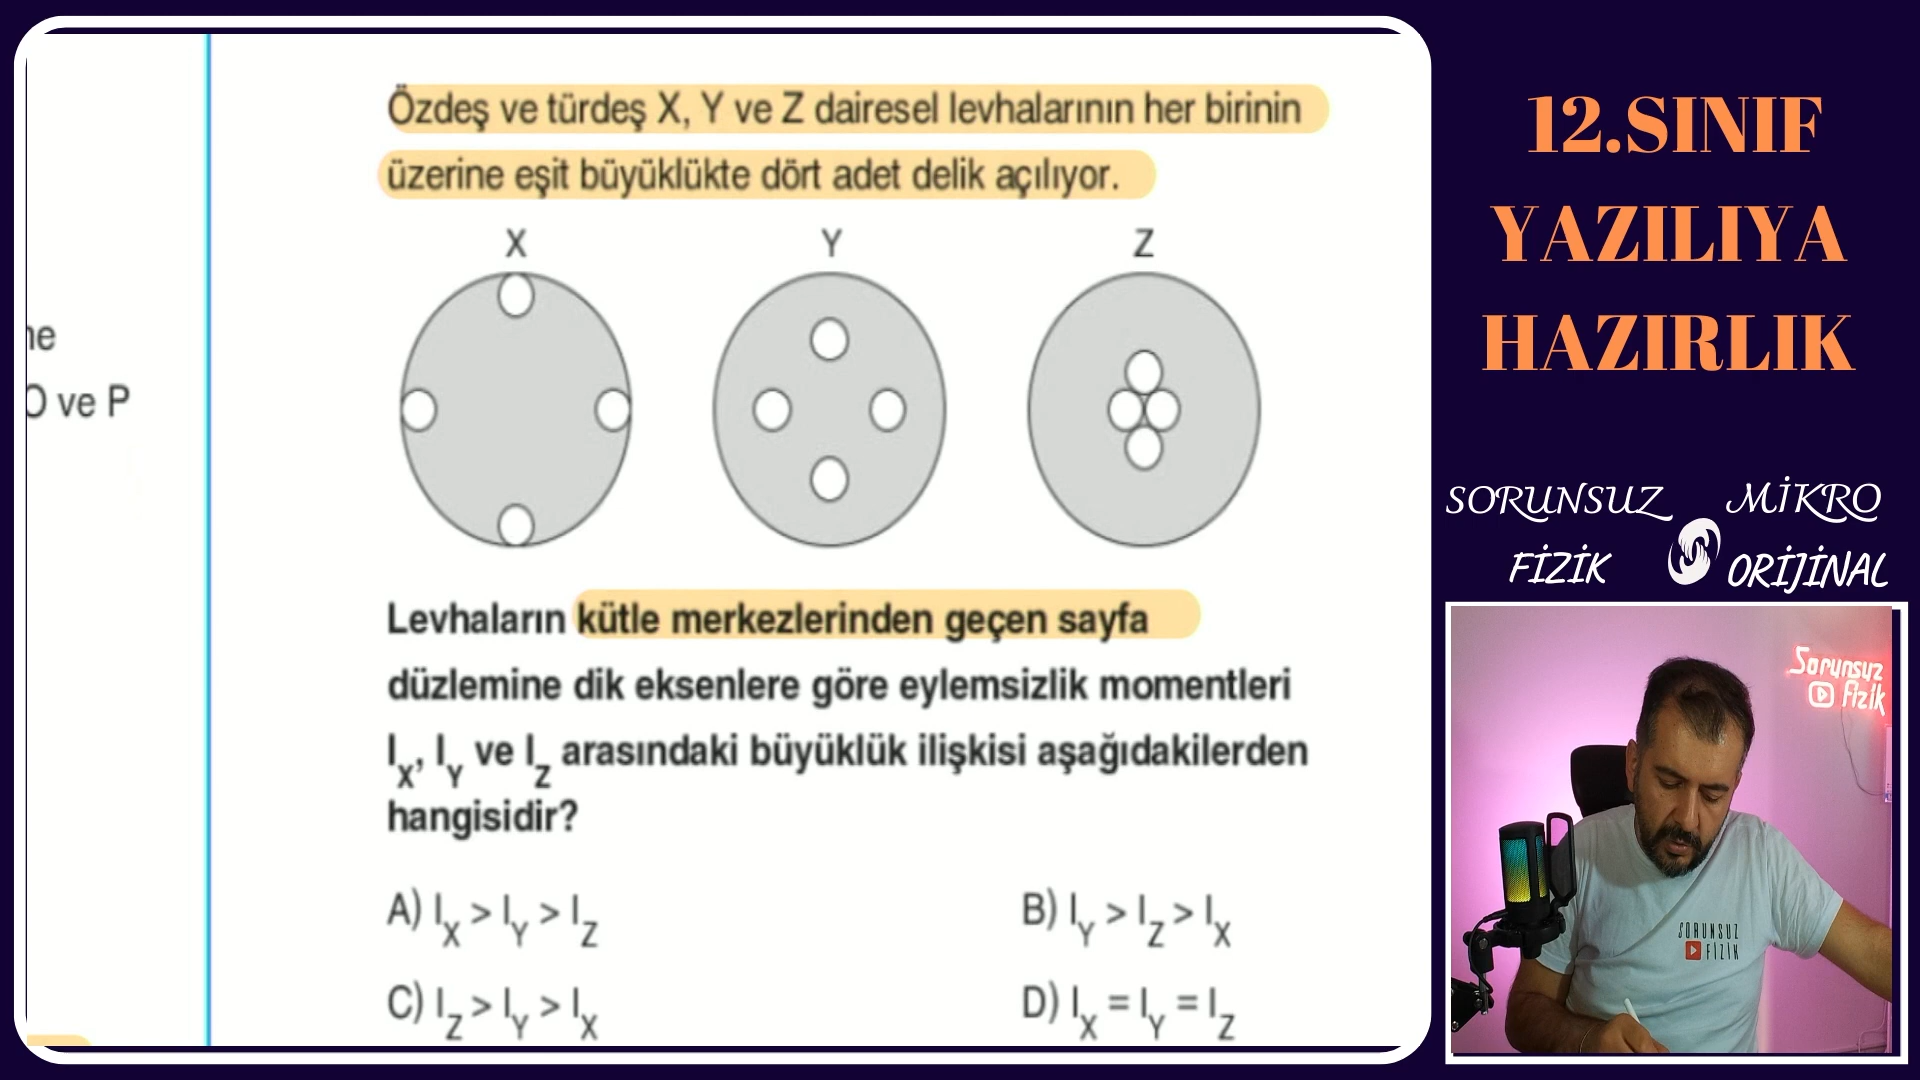 Özdeş ve türdeş X, Y ve Z dairesel levhalarının her birinin
üzerine eşit büyüklükte dört adet delik açılıyor.
X Y Z
ne
O ve P
Levhaların kütle merkezlerinden geçen sayfa
düzlemine dik eksenlere göre eylemsizlik momentleri
I_X, I_Y ve I_Z arasındaki büyüklük ilişkisi aşağıdakilerden
hangisidir?
A) I_X > I_Y > I_Z
B) I_Y > I_Z > I_X
C) I_Z > I_Y > I_X
D) I_X = I_Y = I_Z
12.SINIF
YAZILIYA
HAZIRLIK
SORUNSUZ MİKRO
FİZİK ORİJİNAL
Sorunsuz
fizik
SORUNSUZ
FİZİK